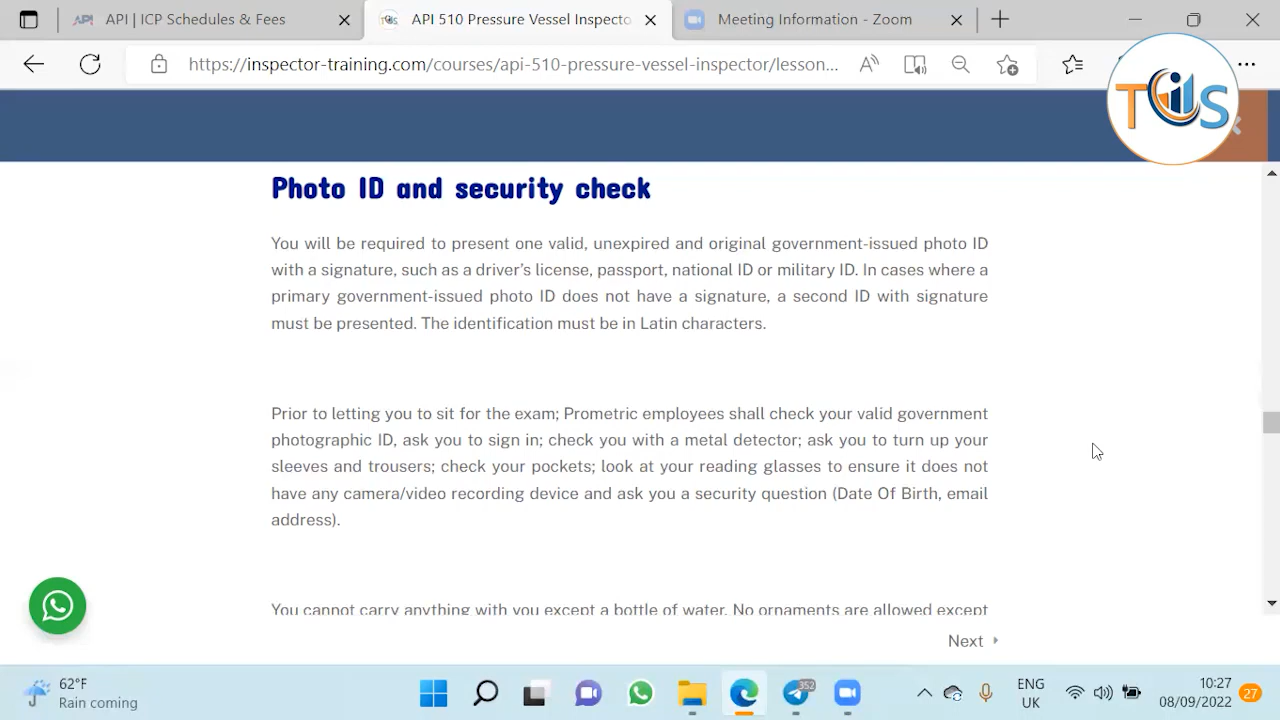 API | ICP Schedules & Fees
API 510 Pressure Vessel Inspecto
Meeting Information - Zoom
https://inspector-training.com/courses/api-510-pressure-vessel-inspector/lesson...
TIS
Photo ID and security check
You will be required to present one valid, unexpired and original government-issued photo ID
with a signature, such as a driver's license, passport, national ID or military ID. In cases where a
primary government-issued photo ID does not have a signature, a second ID with signature
must be presented. The identification must be in Latin characters.
Prior to letting you to sit for the exam; Prometric employees shall check your valid government
photographic ID, ask you to sign in; check you with a metal detector; ask you to turn up your
sleeves and trousers; check your pockets; look at your reading glasses to ensure it does not
have any camera/video recording device and ask you a security question (Date Of Birth, email
address).
You cannot carry anything with you except a bottle of water. No ornaments are allowed except
Next
62°F
Rain coming
352
ENG
UK
10:27
08/09/2022
27